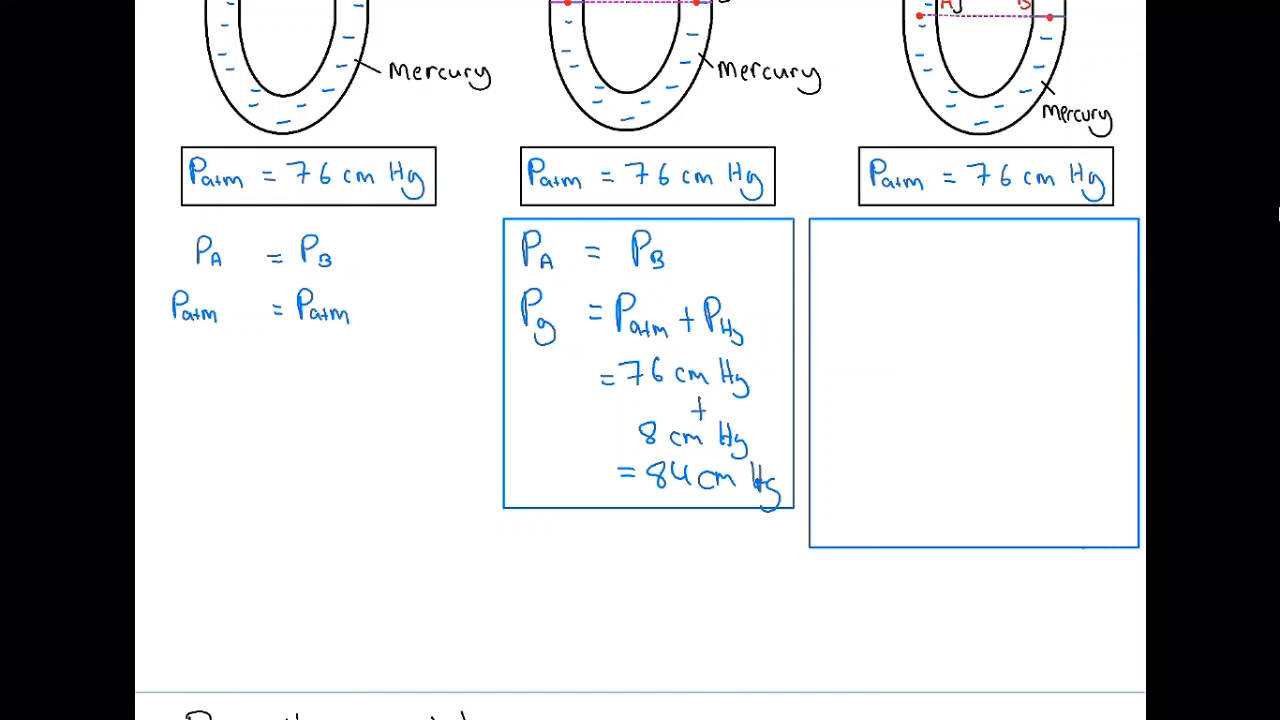 A B
Mercury
Mercury
Mercury
Patm = 76 cm Hg
Patm = 76 cm Hg
Patm = 76 cm Hg
PA = PB
Patm = Patm
PA = PB
Pg = Patm + PHg
= 76 cm Hg
+
8 cm Hg
= 84 cm Hg